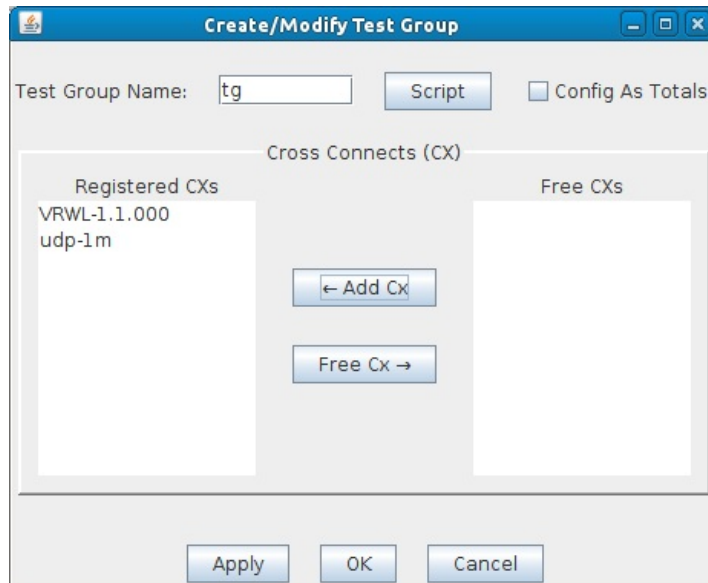 Create/Modify Test Group
Test Group Name: tg Script Config As Totals
Cross Connects (CX)
Registered CXs Free CXs
VRWL-1.1.000
udp-1m
← Add Cx
Free Cx →
Apply OK Cancel